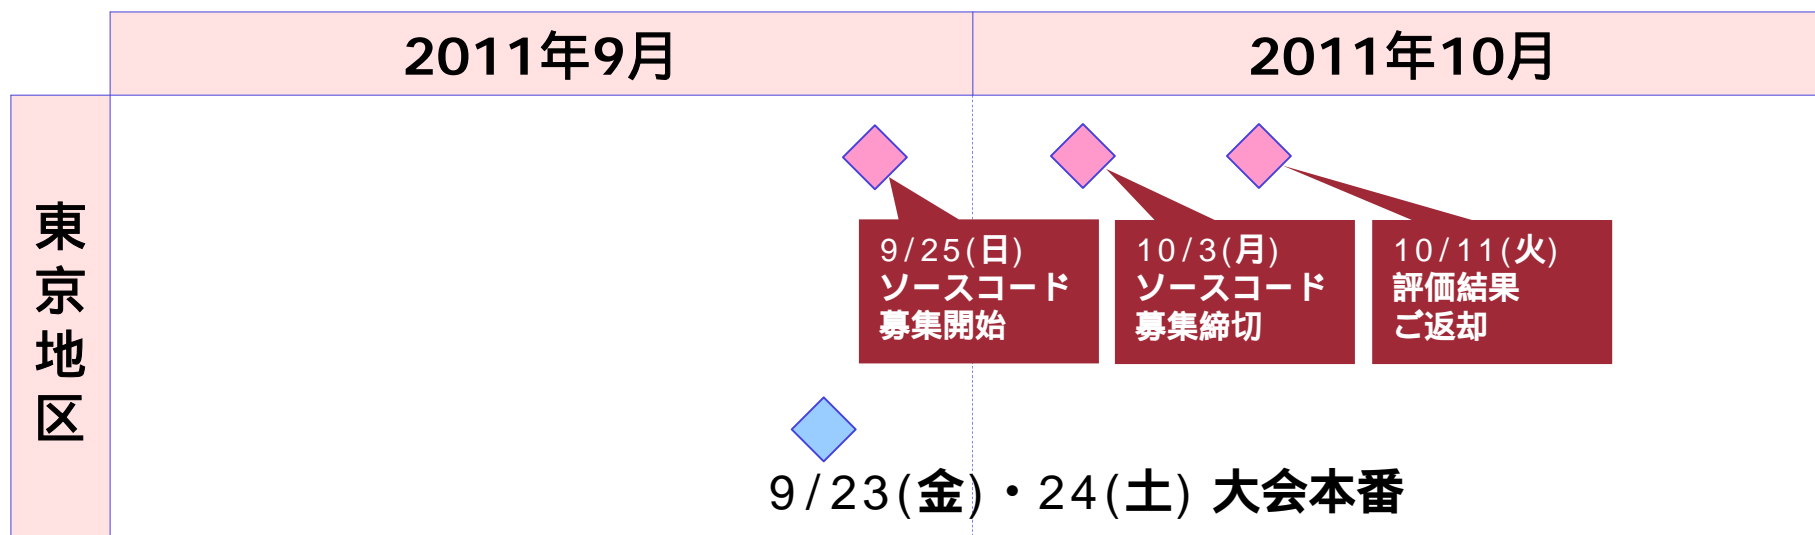 2011年9月
2011年10月
東京地区
9/25(日)
ソースコード
募集開始
10/3(月)
ソースコード
募集締切
10/11(火)
評価結果
ご返却
9/23(金)・24(土) 大会本番